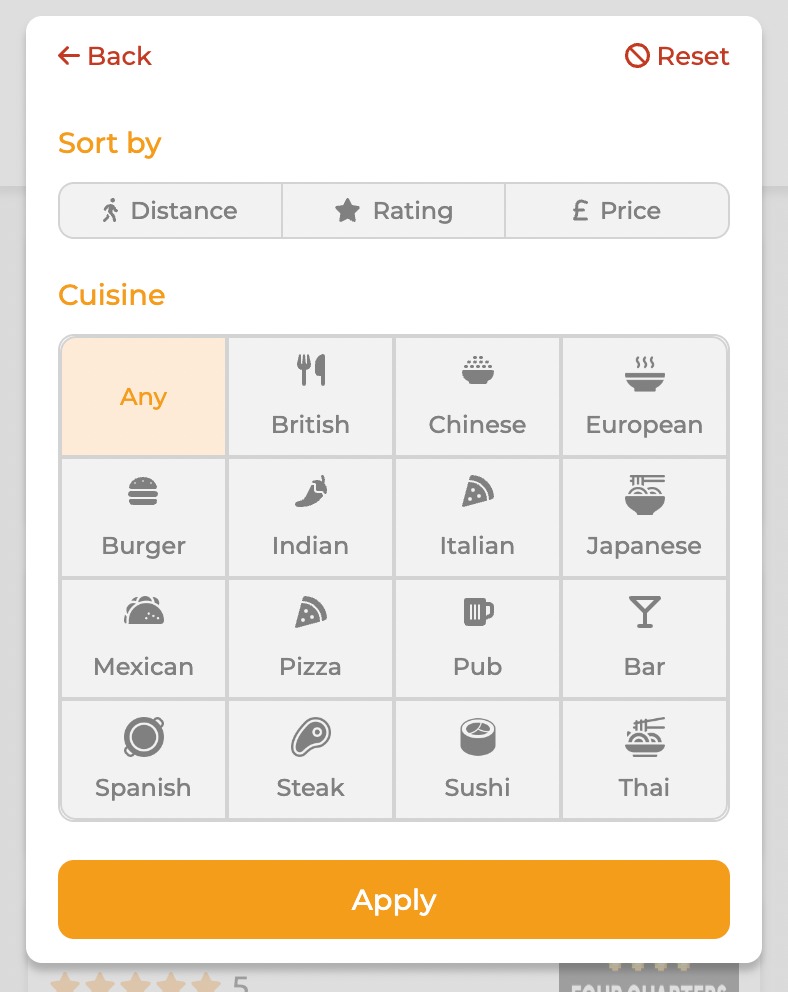 Back
Reset
Sort by
Distance
Rating
£ Price
Cuisine
Any
British
Chinese
European
Burger
Indian
Italian
Japanese
Mexican
Pizza
Pub
Bar
Spanish
Steak
Sushi
Thai
Apply
5
FOUR QUARTERS